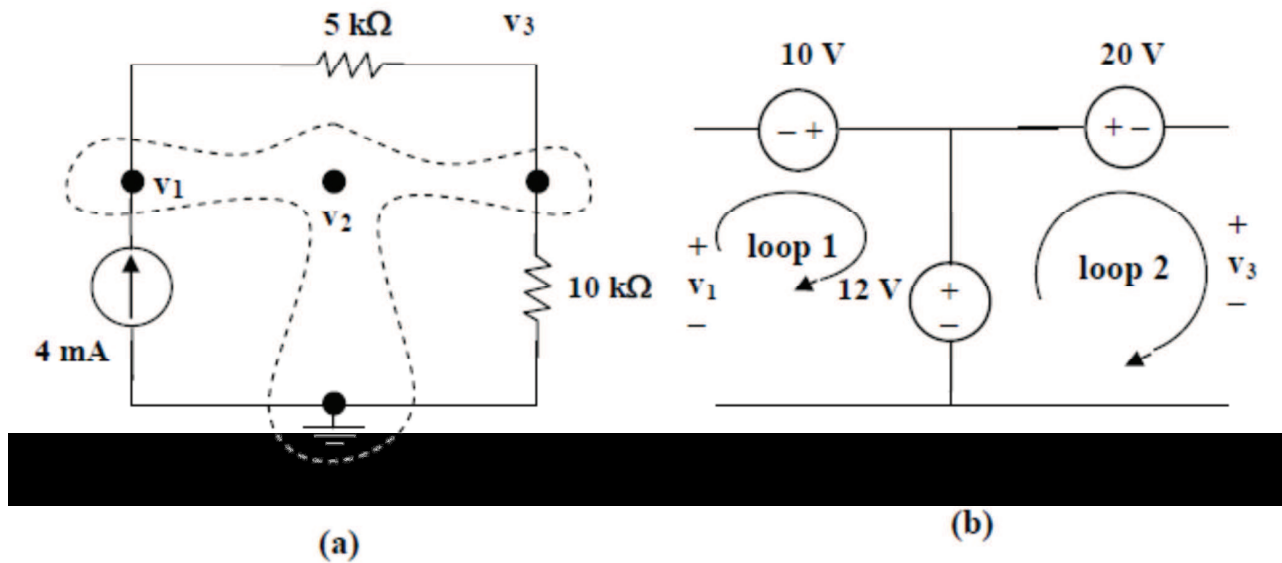 5 kΩ
v₃
v₁
v₂
10 kΩ
4 mA
(a)
10 V
20 V
– +
+ –
loop 1
loop 2
+
v₁
–
12 V
+
–
+
v₃
–
(b)